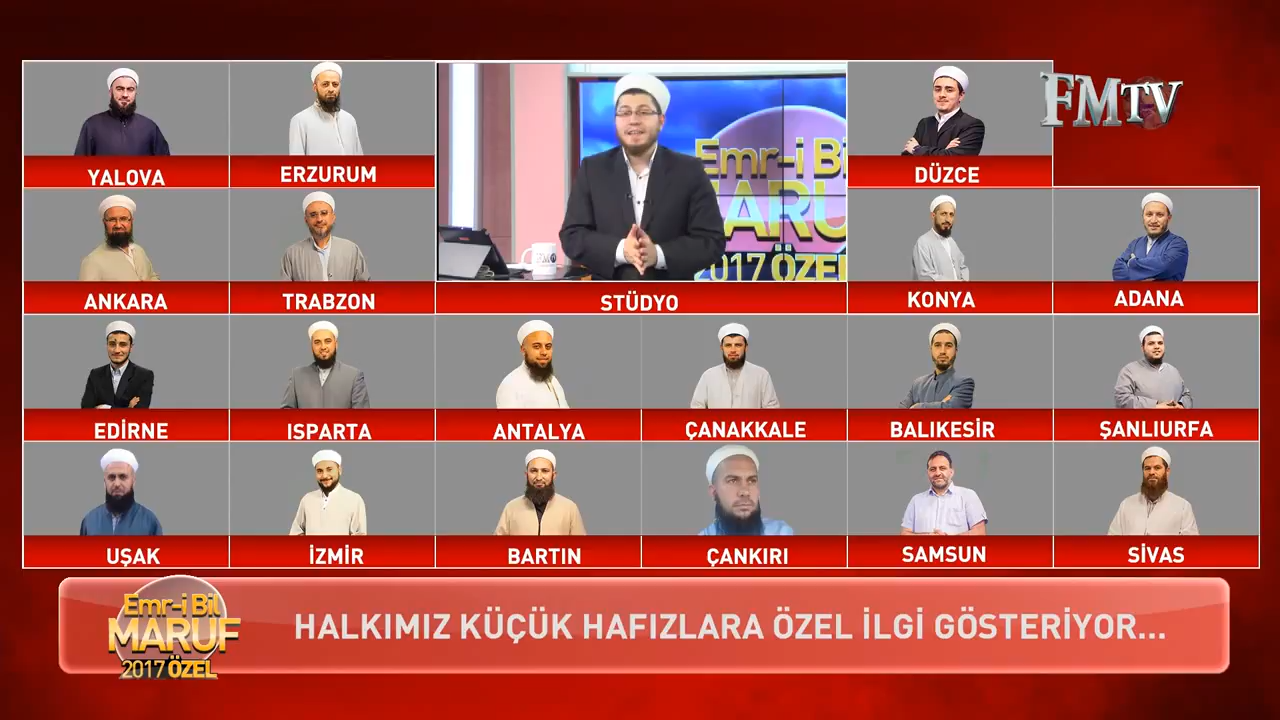 FMTV
YALOVA
ERZURUM
DÜZCE
Emr-i Bil
MARUF
2017 ÖZEL
FMTV
ANKARA
TRABZON
STÜDYO
KONYA
ADANA
EDİRNE
ISPARTA
ANTALYA
ÇANAKKALE
BALIKESİR
ŞANLIURFA
UŞAK
İZMİR
BARTIN
ÇANKIRI
SAMSUN
SİVAS
Emr-i Bil
MARUF
2017 ÖZEL
HALKIMIZ KÜÇÜK HAFIZLARA ÖZEL İLGİ GÖSTERİYOR...